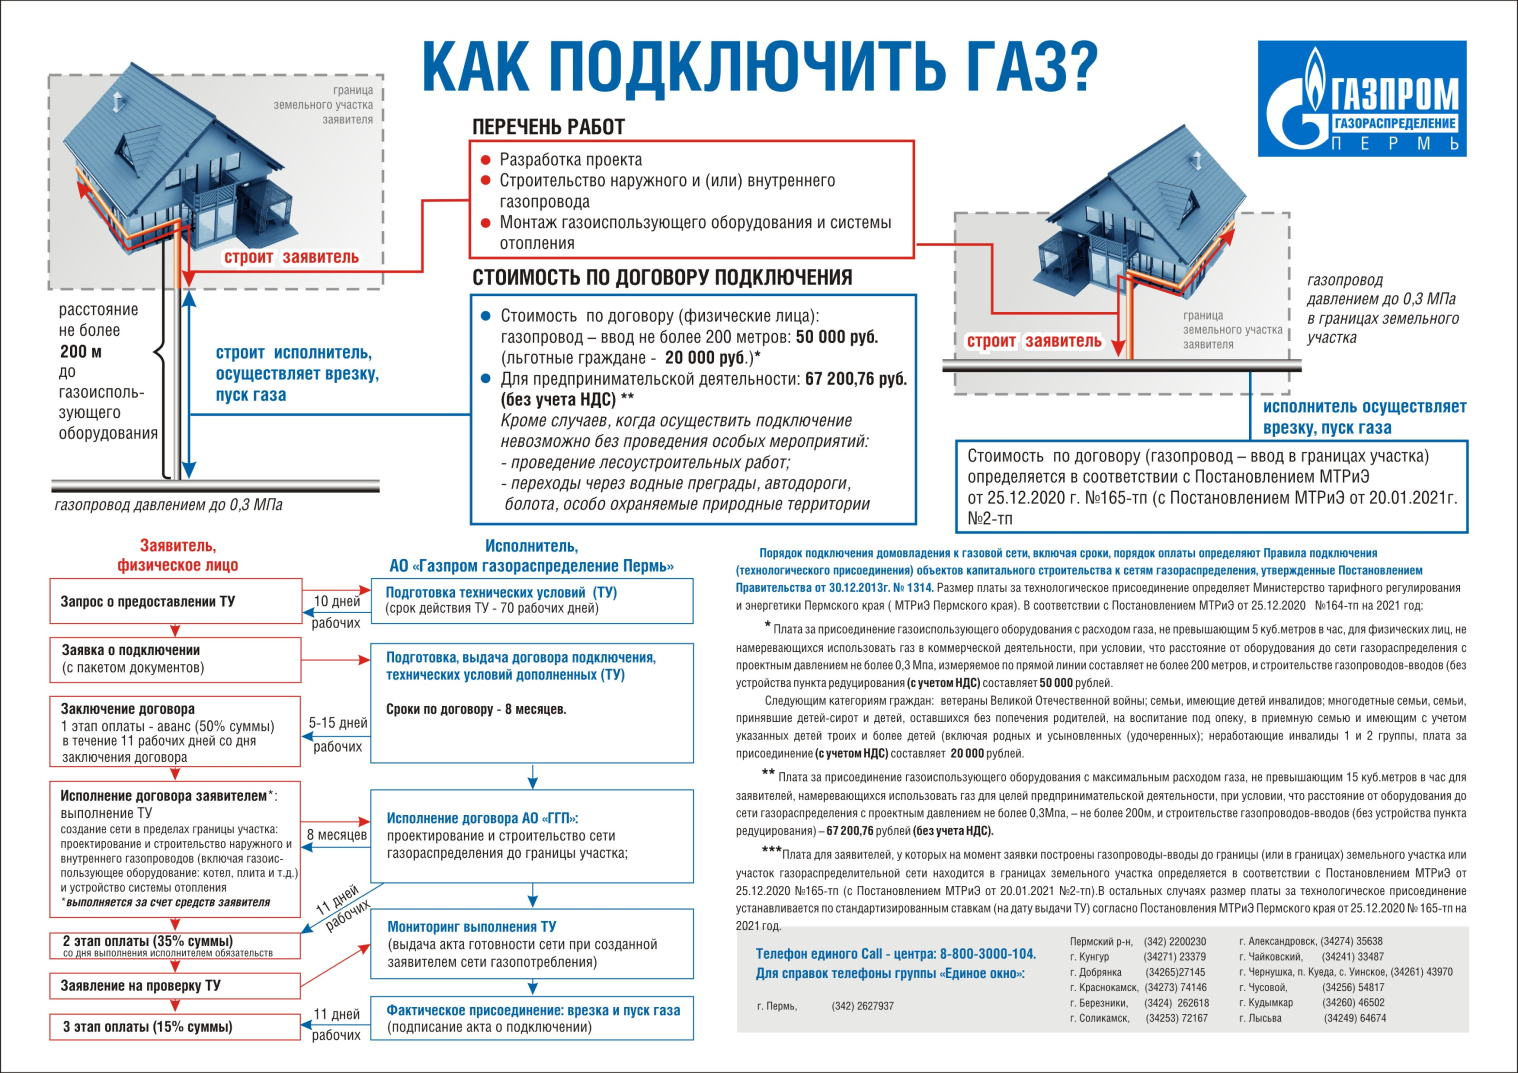 КАК ПОДКЛЮЧИТЬ ГАЗ?
ГАЗПРОМ
ГАЗОРАСПРЕДЕЛЕНИЕ
ПЕРМЬ
граница
земельного участка
заявителя
строит заявитель
расстояние
не более
200 м
до
газоисполь-
зующего
оборудования
строит исполнитель,
осуществляет врезку,
пуск газа
газопровод давлением до 0,3 МПа
ПЕРЕЧЕНЬ РАБОТ
● Разработка проекта
● Строительство наружного и (или) внутреннего
газопровода
● Монтаж газоиспользующего оборудования и системы
отопления
СТОИМОСТЬ ПО ДОГОВОРУ ПОДКЛЮЧЕНИЯ
● Стоимость по договору (физические лица):
газопровод – ввод не более 200 метров: 50 000 руб.
(льготные граждане - 20 000 руб.)*
● Для предпринимательской деятельности: 67 200,76 руб.
(без учета НДС) **
Кроме случаев, когда осуществить подключение
невозможно без проведения особых мероприятий:
- проведение лесоустроительных работ;
- переходы через водные преграды, автодороги,
болота, особо охраняемые природные территории
газопровод
давлением до 0,3 МПа
в границах земельного
участка
граница
земельного участка
заявителя
строит заявитель
исполнитель осуществляет
врезку, пуск газа
Стоимость по договору (газопровод – ввод в границах участка)
определяется в соответствии с Постановлением МТРиЭ
от 25.12.2020 г. №165-тп (с Постановлением МТРиЭ от 20.01.2021г.
№2-тп
Заявитель,
физическое лицо
Исполнитель,
АО «Газпром газораспределение Пермь»
Запрос о предоставлении ТУ
10 дней
рабочих
Подготовка технических условий (ТУ)
(срок действия ТУ - 70 рабочих дней)
Заявка о подключении
(с пакетом документов)
Подготовка, выдача договора подключения,
технических условий дополненных (ТУ)
Сроки по договору - 8 месяцев.
Заключение договора
1 этап оплаты - аванс (50% суммы)
в течение 11 рабочих дней со дня
заключения договора
5-15 дней
рабочих
Исполнение договора заявителем*:
выполнение ТУ
создание сети в пределах границы участка:
проектирование и строительство наружного и
внутреннего газопроводов (включая газоис-
пользующее оборудование: котел, плита и т.д.)
и устройство системы отопления
*выполняется за счет средств заявителя
8 месяцев
Исполнение договора АО «ГГП»:
проектирование и строительство сети
газораспределения до границы участка;
11 дней
рабочих
2 этап оплаты (35% суммы)
со дня выполнения исполнителем обязательств
Мониторинг выполнения ТУ
(выдача акта готовности сети при созданной
заявителем сети газопотребления)
Заявление на проверку ТУ
3 этап оплаты (15% суммы)
11 дней
рабочих
Фактическое присоединение: врезка и пуск газа
(подписание акта о подключении)
Порядок подключения домовладения к газовой сети, включая сроки, порядок оплаты определяют Правила подключения
(технологического присоединения) объектов капитального строительства к сетям газораспределения, утвержденные Постановлением
Правительства от 30.12.2013г. № 1314. Размер платы за технологическое присоединение определяет Министерство тарифного регулирования
и энергетики Пермского края ( МТРиЭ Пермского края). В соответствии с Постановлением МТРиЭ от 25.12.2020 №164-тп на 2021 год:
* Плата за присоединение газоиспользующего оборудования с расходом газа, не превышающим 5 куб.метров в час, для физических лиц, не
намеревающихся использовать газ в коммерческой деятельности, при условии, что расстояние от оборудования до сети газораспределения с
проектным давлением не более 0,3 Мпа, измеряемое по прямой линии составляет не более 200 метров, и строительстве газопроводов-вводов (без
устройства пункта редуцирования (с учетом НДС) составляет 50 000 рублей.
Следующим категориям граждан: ветераны Великой Отечественной войны; семьи, имеющие детей инвалидов; многодетные семьи, семьи,
принявшие детей-сирот и детей, оставшихся без попечения родителей, на воспитание под опеку, в приемную семью и имеющим с учетом
указанных детей троих и более детей (включая родных и усыновленных (удочеренных); неработающие инвалиды 1 и 2 группы, плата за
присоединение (с учетом НДС) составляет 20 000 рублей.
** Плата за присоединение газоиспользующего оборудования с максимальным расходом газа, не превышающим 15 куб.метров в час для
заявителей, намеревающихся использовать газ для целей предпринимательской деятельности, при условии, что расстояние от оборудования до
сети газораспределения с проектным давлением не более 0,3Мпа, – не более 200м, и строительстве газопроводов-вводов (без устройства пункта
редуцирования) – 67 200,76 рублей (без учета НДС).
***Плата для заявителей, у которых на момент заявки построены газопроводы-вводы до границы (или в границах) земельного участка или
участок газораспределительной сети находится в границах земельного участка определяется в соответствии с Постановлением МТРиЭ от
25.12.2020 №165-тп (с Постановлением МТРиЭ от 20.01.2021 №2-тп).В остальных случаях размер платы за технологическое присоединение
устанавливается по стандартизированным ставкам (на дату выдачи ТУ) согласно Постановления МТРиЭ Пермского края от 25.12.2020 № 165-тп на
2021 год.
Телефон единого Call - центра: 8-800-3000-104.
Для справок телефоны группы «Единое окно»:
г. Пермь, (342) 2627937
Пермский р-н, (342) 2200230
г. Кунгур (34271) 23379
г. Добрянка (34265)27145
г. Краснокамск, (34273) 74146
г. Березники, (3424) 262618
г. Соликамск, (34253) 72167
г. Александровск, (34274) 35638
г. Чайковский, (34241) 33487
г. Чернушка, п. Куеда, с. Уинское, (34261) 43970
г. Чусовой, (34256) 54817
г. Кудымкар (34260) 46502
г. Лысьва (34249) 64674